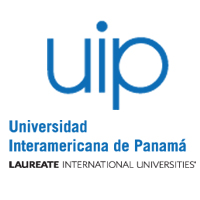 uip
Universidad
Interamericana de Panamá
LAUREATE INTERNATIONAL UNIVERSITIES®